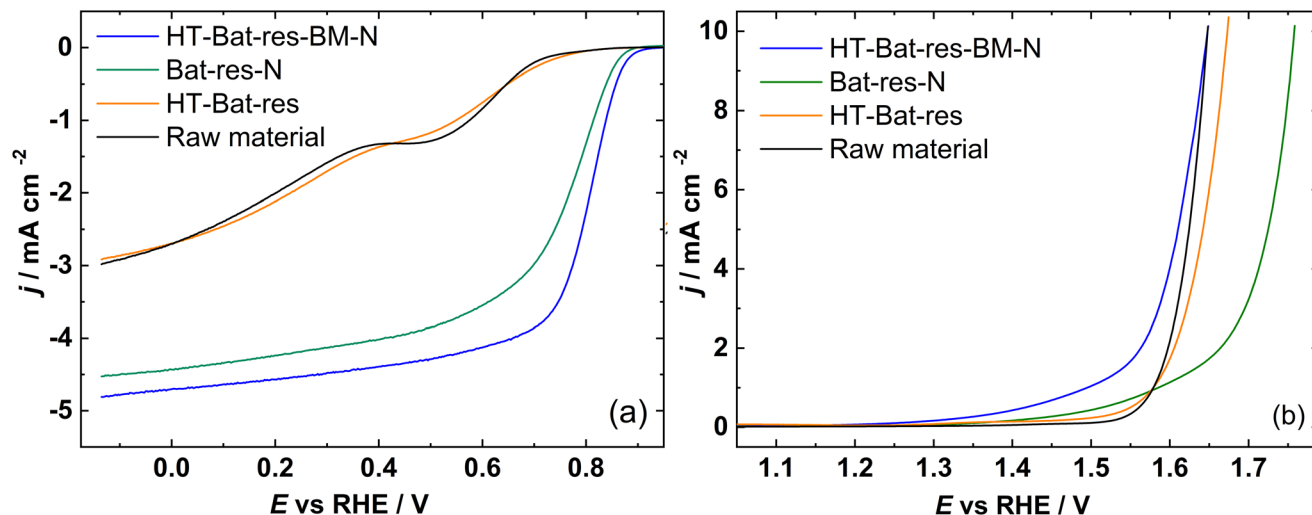 HT-Bat-res-BM-N
Bat-res-N
HT-Bat-res
Raw material
0
-1
-2
-3
-4
-5
j / mA cm⁻²
0.0 0.2 0.4 0.6 0.8
E vs RHE / V
(a)
HT-Bat-res-BM-N
Bat-res-N
HT-Bat-res
Raw material
10
8
6
4
2
0
j / mA cm⁻²
1.1 1.2 1.3 1.4 1.5 1.6 1.7
E vs RHE / V
(b)